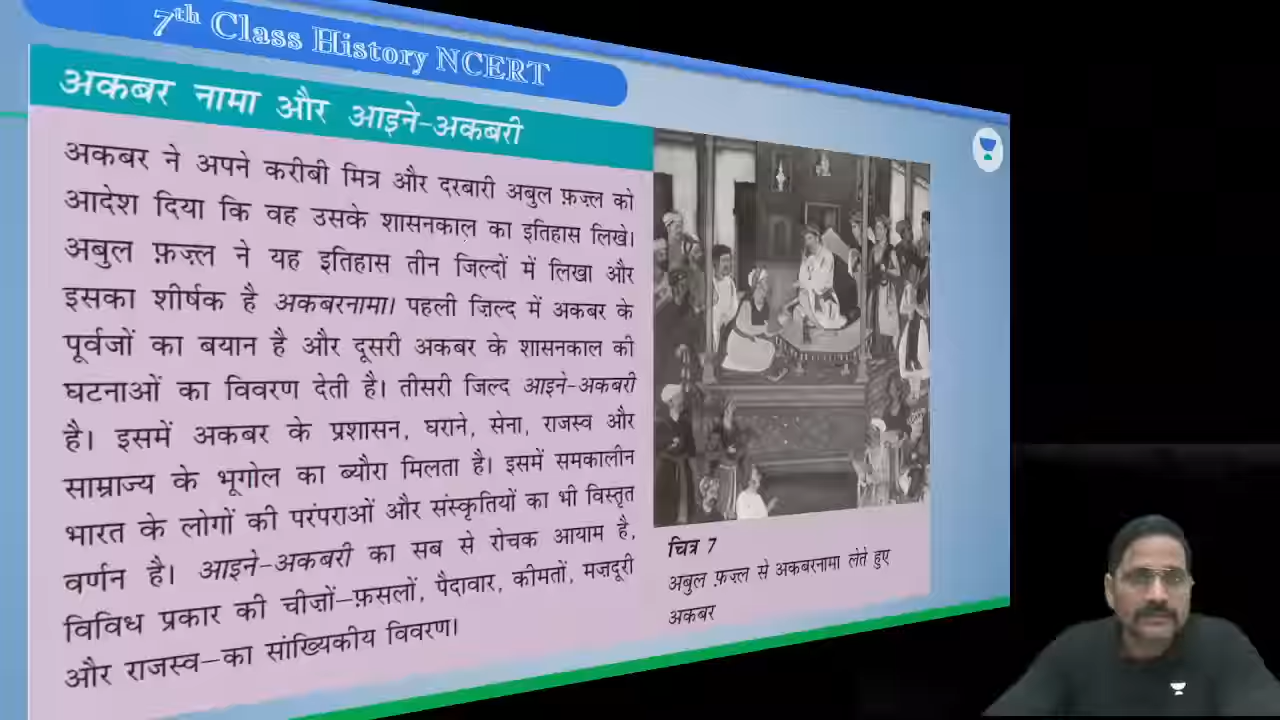 7th Class History NCERT
अकबर नामा और आइने-अकबरी
अकबर ने अपने करीबी मित्र और दरबारी अबुल फ़ज़्ल को
आदेश दिया कि वह उसके शासनकाल का इतिहास लिखे।
अबुल फ़ज़्ल ने यह इतिहास तीन जिल्दों में लिखा और
इसका शीर्षक है अकबरनामा। पहली ज़िल्द में अकबर के
पूर्वजों का बयान है और दूसरी अकबर के शासनकाल की
घटनाओं का विवरण देती है। तीसरी जिल्द आइने-अकबरी
है। इसमें अकबर के प्रशासन, घराने, सेना, राजस्व और
साम्राज्य के भूगोल का ब्यौरा मिलता है। इसमें समकालीन
भारत के लोगों की परंपराओं और संस्कृतियों का भी विस्तृत
वर्णन है। आइने-अकबरी का सब से रोचक आयाम है,
विविध प्रकार की चीज़ों–फ़सलों, पैदावार, कीमतों, मज़दूरी
और राजस्व–का सांख्यिकीय विवरण।
चित्र 7
अबुल फ़ज़्ल से अकबरनामा लेते हुए
अकबर